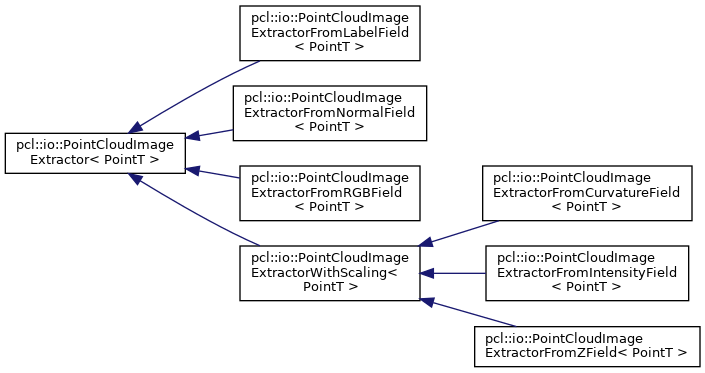 pcl::io::PointCloudImage
ExtractorFromLabelField
< PointT >
pcl::io::PointCloudImage
ExtractorFromNormalField
< PointT >
pcl::io::PointCloudImage
Extractor< PointT >
pcl::io::PointCloudImage
ExtractorFromRGBField
< PointT >
pcl::io::PointCloudImage
ExtractorFromCurvatureField
< PointT >
pcl::io::PointCloudImage
ExtractorWithScaling<
PointT >
pcl::io::PointCloudImage
ExtractorFromIntensityField
< PointT >
pcl::io::PointCloudImage
ExtractorFromZField< PointT >